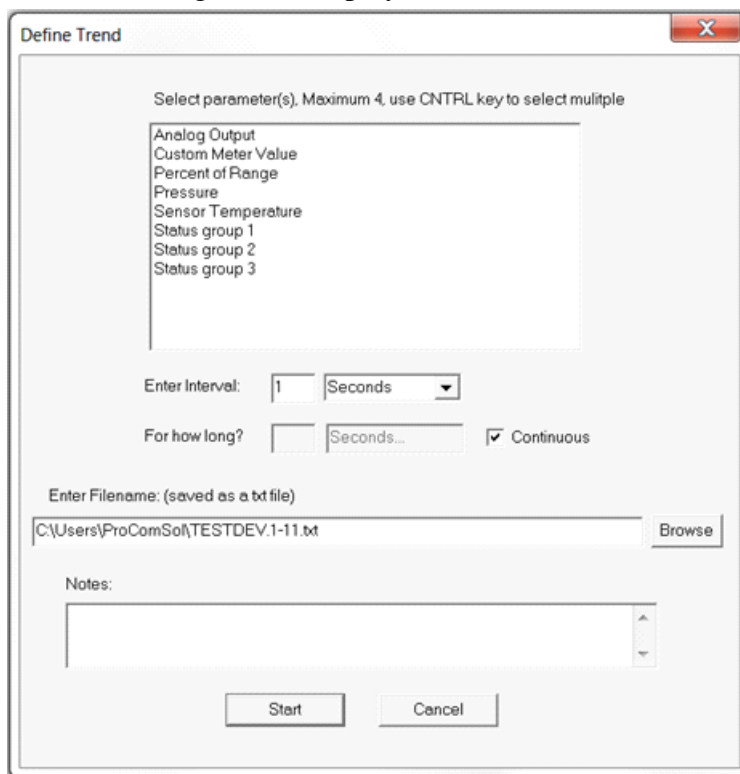 Define Trend
Select parameter(s), Maximum 4, use CNTRL key to select mulitple
Analog Output
Custom Meter Value
Percent of Range
Pressure
Sensor Temperature
Status group 1
Status group 2
Status group 3
Enter Interval: 1 Seconds
For how long? Seconds... Continuous
Enter Filename: (saved as a txt file)
C:\Users\ProComSol\TESTDEV.1-11.txt Browse
Notes:
Start Cancel